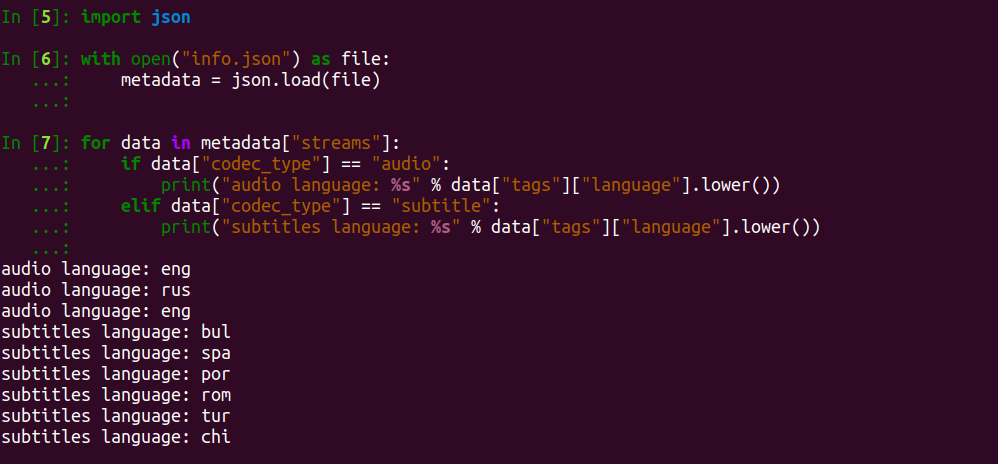 In [5]: import json
In [6]: with open("info.json") as file:
   ...:     metadata = json.load(file)
   ...:
In [7]: for data in metadata["streams"]:
   ...:     if data["codec_type"] == "audio":
   ...:         print("audio language: %s" % data["tags"]["language"].lower())
   ...:     elif data["codec_type"] == "subtitle":
   ...:         print("subtitles language: %s" % data["tags"]["language"].lower())
   ...:
audio language: eng
audio language: rus
audio language: eng
subtitles language: bul
subtitles language: spa
subtitles language: por
subtitles language: rom
subtitles language: tur
subtitles language: chi